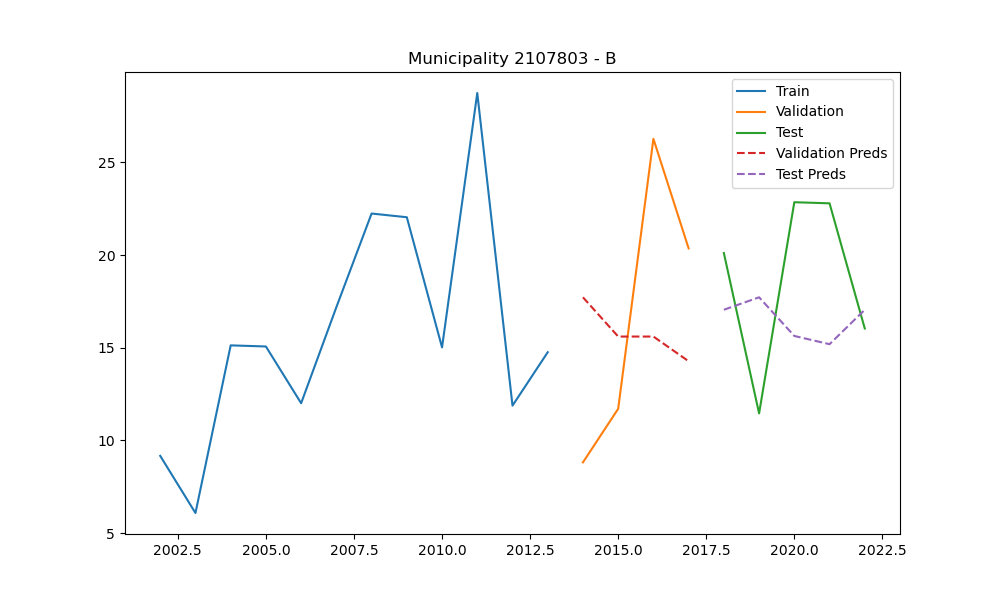 Municipality 2107803 - B
Train
Validation
Test
Validation Preds
Test Preds
25
20
15
10
5
2002.5 2005.0 2007.5 2010.0 2012.5 2015.0 2017.5 2020.0 2022.5